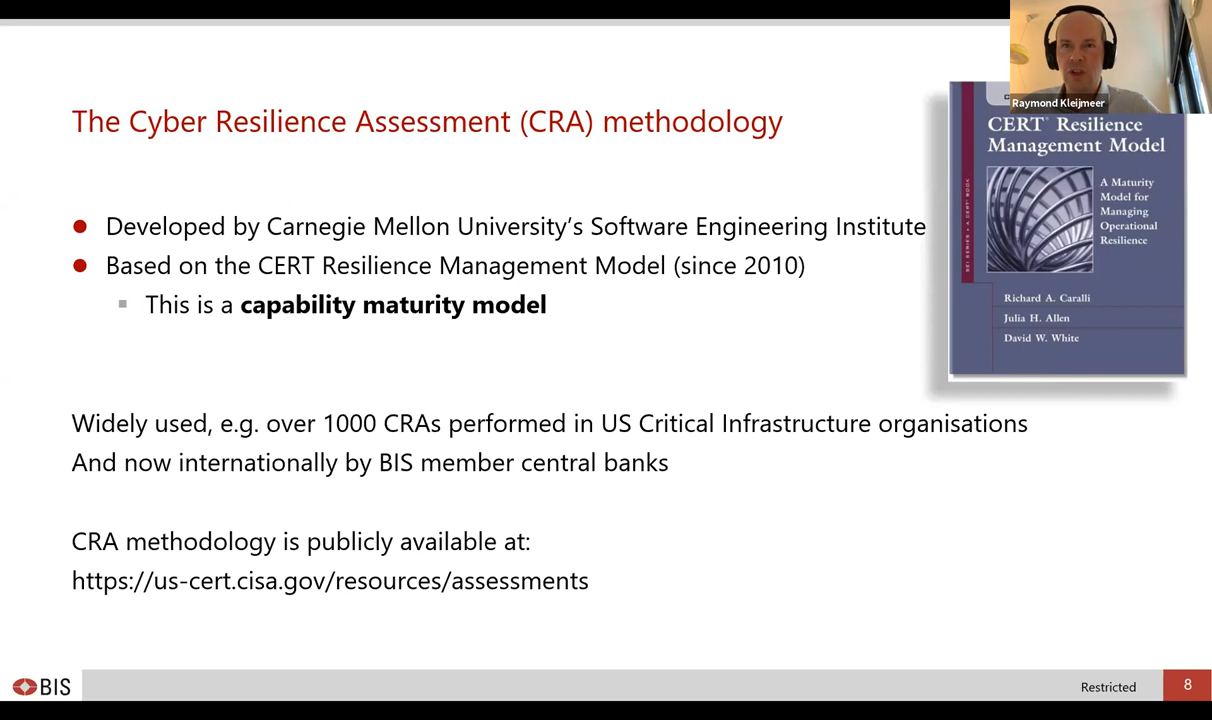 Raymond Kleijmeer
The Cyber Resilience Assessment (CRA) methodology
Developed by Carnegie Mellon University’s Software Engineering Institute
Based on the CERT Resilience Management Model (since 2010)
This is a capability maturity model
CERT® Resilience
Management Model
A Maturity
Model for
Managing
Operational
Resilience
SEI SERIES • A CERT BOOK
Richard A. Caralli
Julia H. Allen
David W. White
Widely used, e.g. over 1000 CRAs performed in US Critical Infrastructure organisations
And now internationally by BIS member central banks
CRA methodology is publicly available at:
https://us-cert.cisa.gov/resources/assessments
BIS
Restricted
8